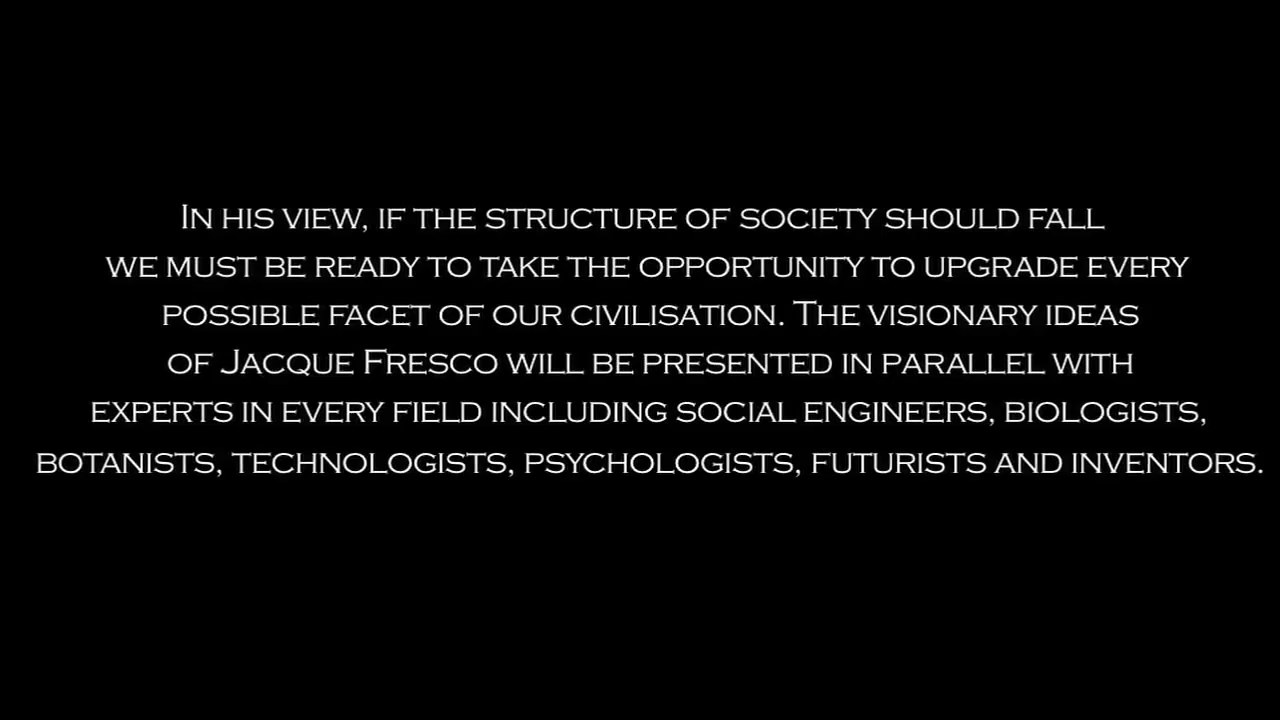 In his view, if the structure of society should fall
we must be ready to take the opportunity to upgrade every
possible facet of our civilisation. The visionary ideas
of Jacque Fresco will be presented in parallel with
experts in every field including social engineers, biologists,
botanists, technologists, psychologists, futurists and inventors.